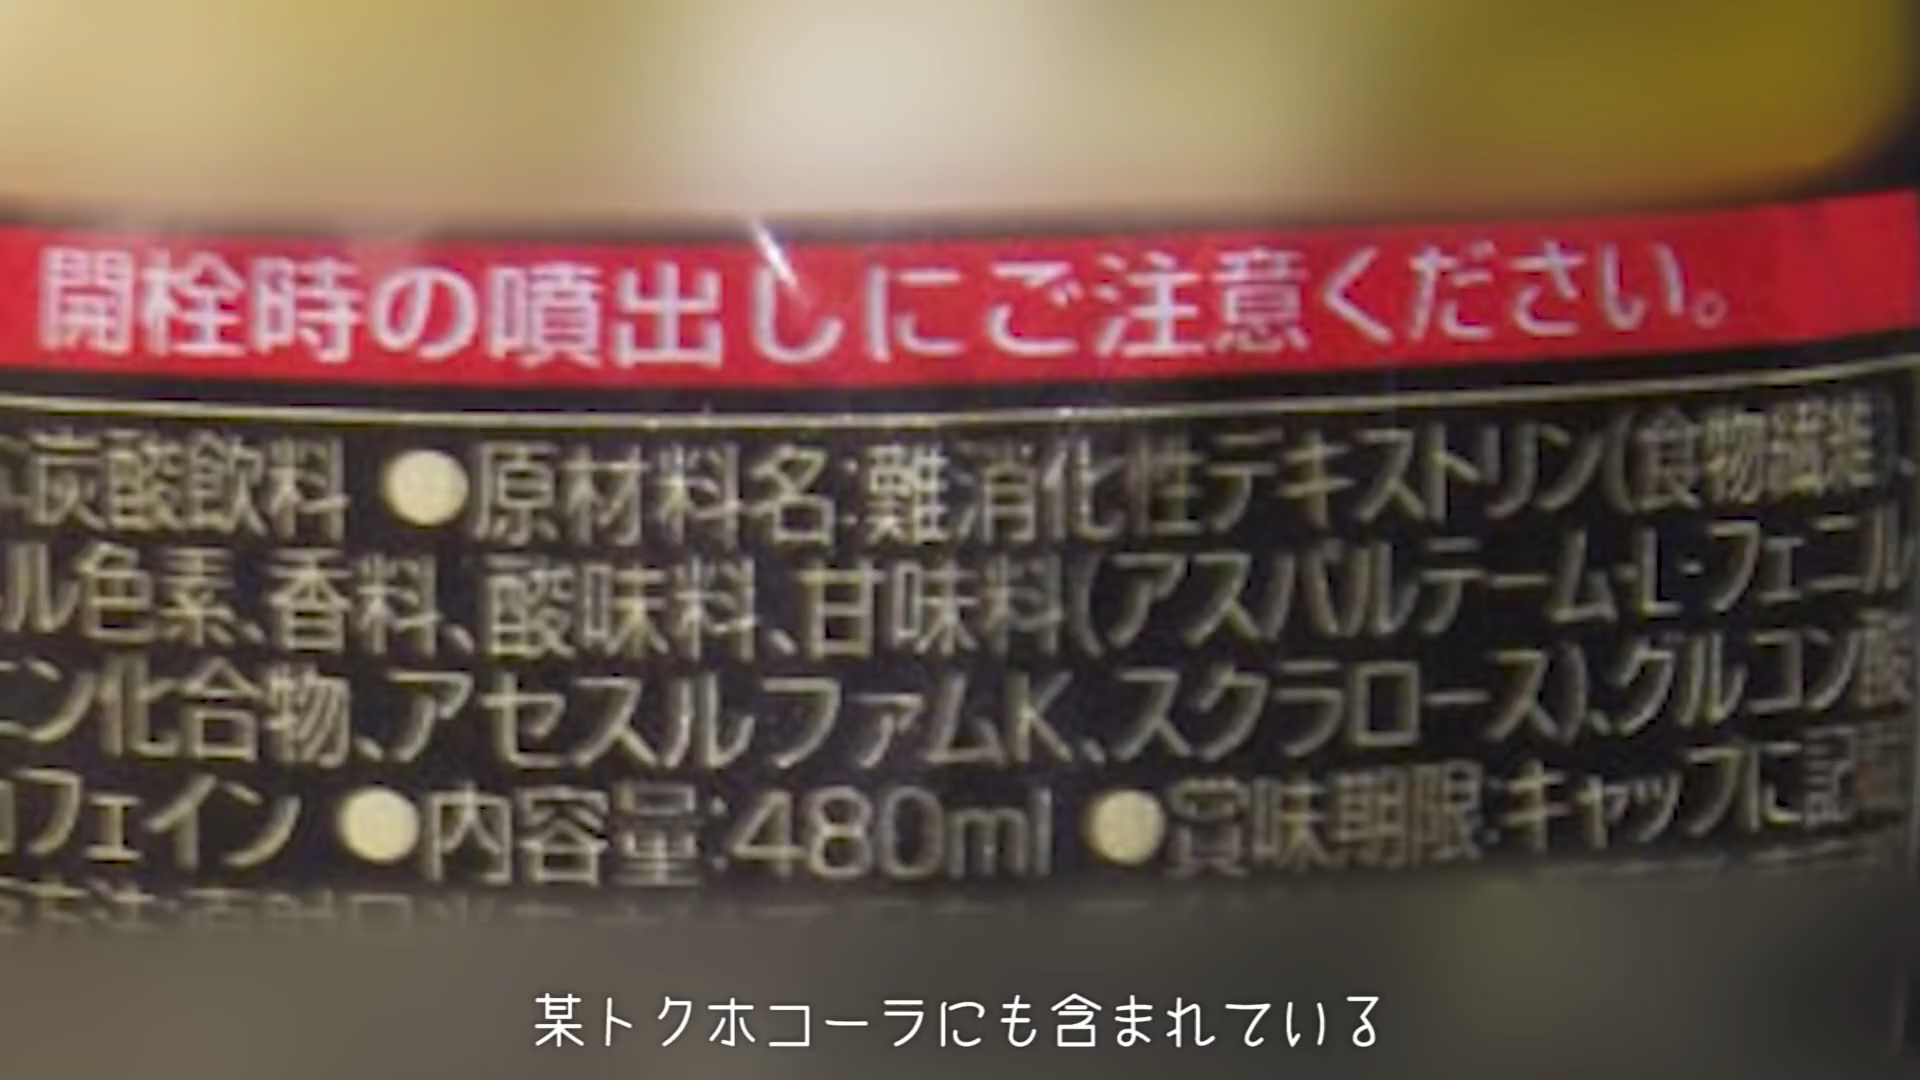 開栓時の噴出しにご注意ください。
炭酸飲料 ●原材料名:難消化性デキストリン(食物繊維)、
ル色素、香料、酸味料、甘味料(アスパルテーム・L-フェニル
ニン化合物、アセスルファムK、スクラロース)、グルコン酸
カフェイン ●内容量:480ml ●賞味期限:キャップに記
某トクホコーラにも含まれている